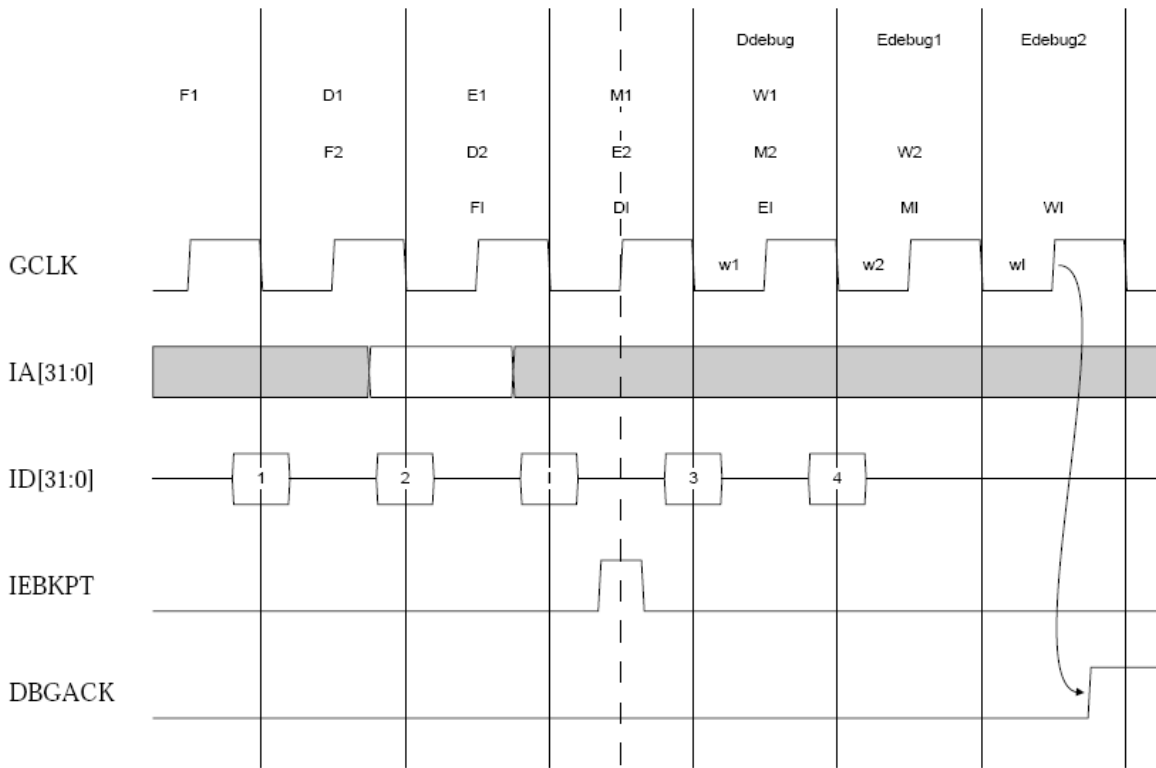 Ddebug Edebug1 Edebug2
F1 D1 E1 M1 W1
F2 D2 E2 M2 W2
FI DI EI MI WI
GCLK w1 w2 wI
IA[31:0]
ID[31:0] 1 2 I 3 4
IEBKPT
DBGACK